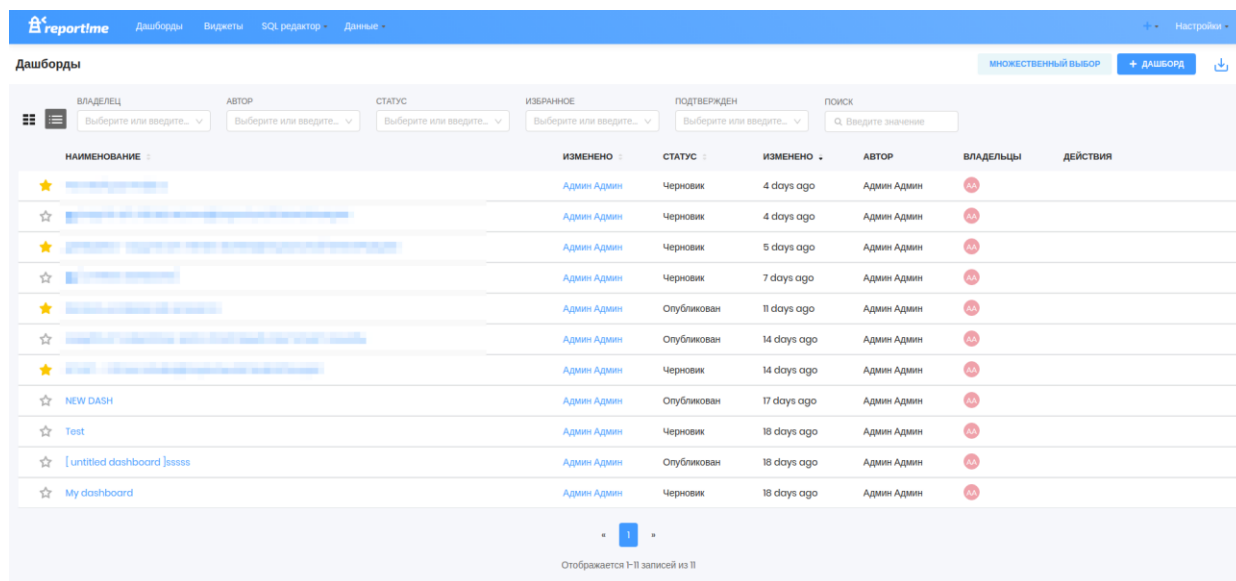 report!me Дашборды Виджеты SQL редактор Данные Настройки
Дашборды МНОЖЕСТВЕННЫЙ ВЫБОР + ДАШБОРД
ВЛАДЕЛЕЦ АВТОР СТАТУС ИЗБРАННОЕ ПОДТВЕРЖДЕН ПОИСК
Выберите или введите... Выберите или введите... Выберите или введите... Выберите или введите... Выберите или введите... Введите значение
НАИМЕНОВАНИЕ ИЗМЕНЕНО СТАТУС ИЗМЕНЕНО АВТОР ВЛАДЕЛЬЦЫ ДЕЙСТВИЯ
Админ Админ Черновик 4 days ago Админ Админ AA
Админ Админ Черновик 4 days ago Админ Админ AA
Админ Админ Черновик 5 days ago Админ Админ AA
Админ Админ Черновик 7 days ago Админ Админ AA
Админ Админ Опубликован 11 days ago Админ Админ AA
Админ Админ Опубликован 14 days ago Админ Админ AA
Админ Админ Черновик 14 days ago Админ Админ AA
NEW DASH Админ Админ Опубликован 17 days ago Админ Админ AA
Test Админ Админ Черновик 18 days ago Админ Админ AA
[ untitled dashboard ]sssss Админ Админ Опубликован 18 days ago Админ Админ AA
My dashboard Админ Админ Черновик 18 days ago Админ Админ AA
« 1 »
Отображается 1-11 записей из 11